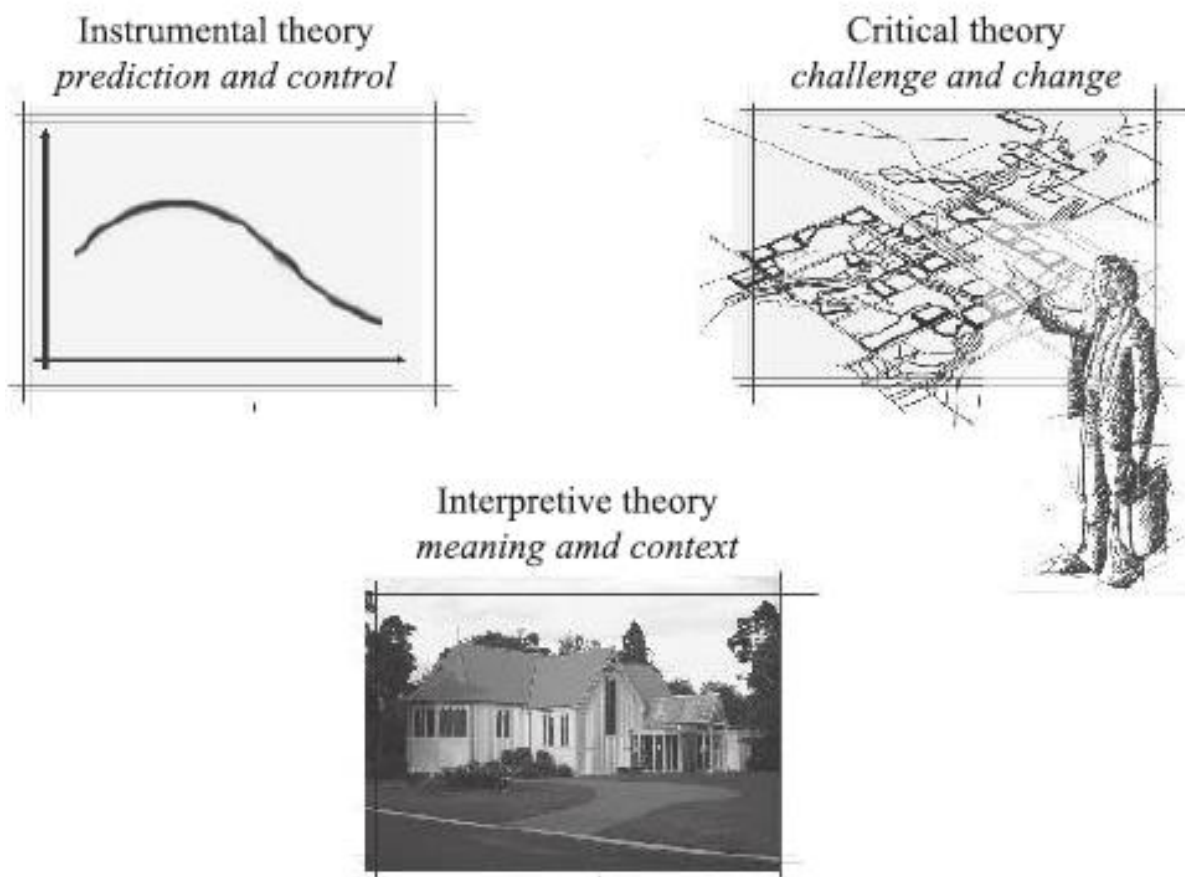 Instrumental theory
prediction and control
Critical theory
challenge and change
Interpretive theory
meaning amd context